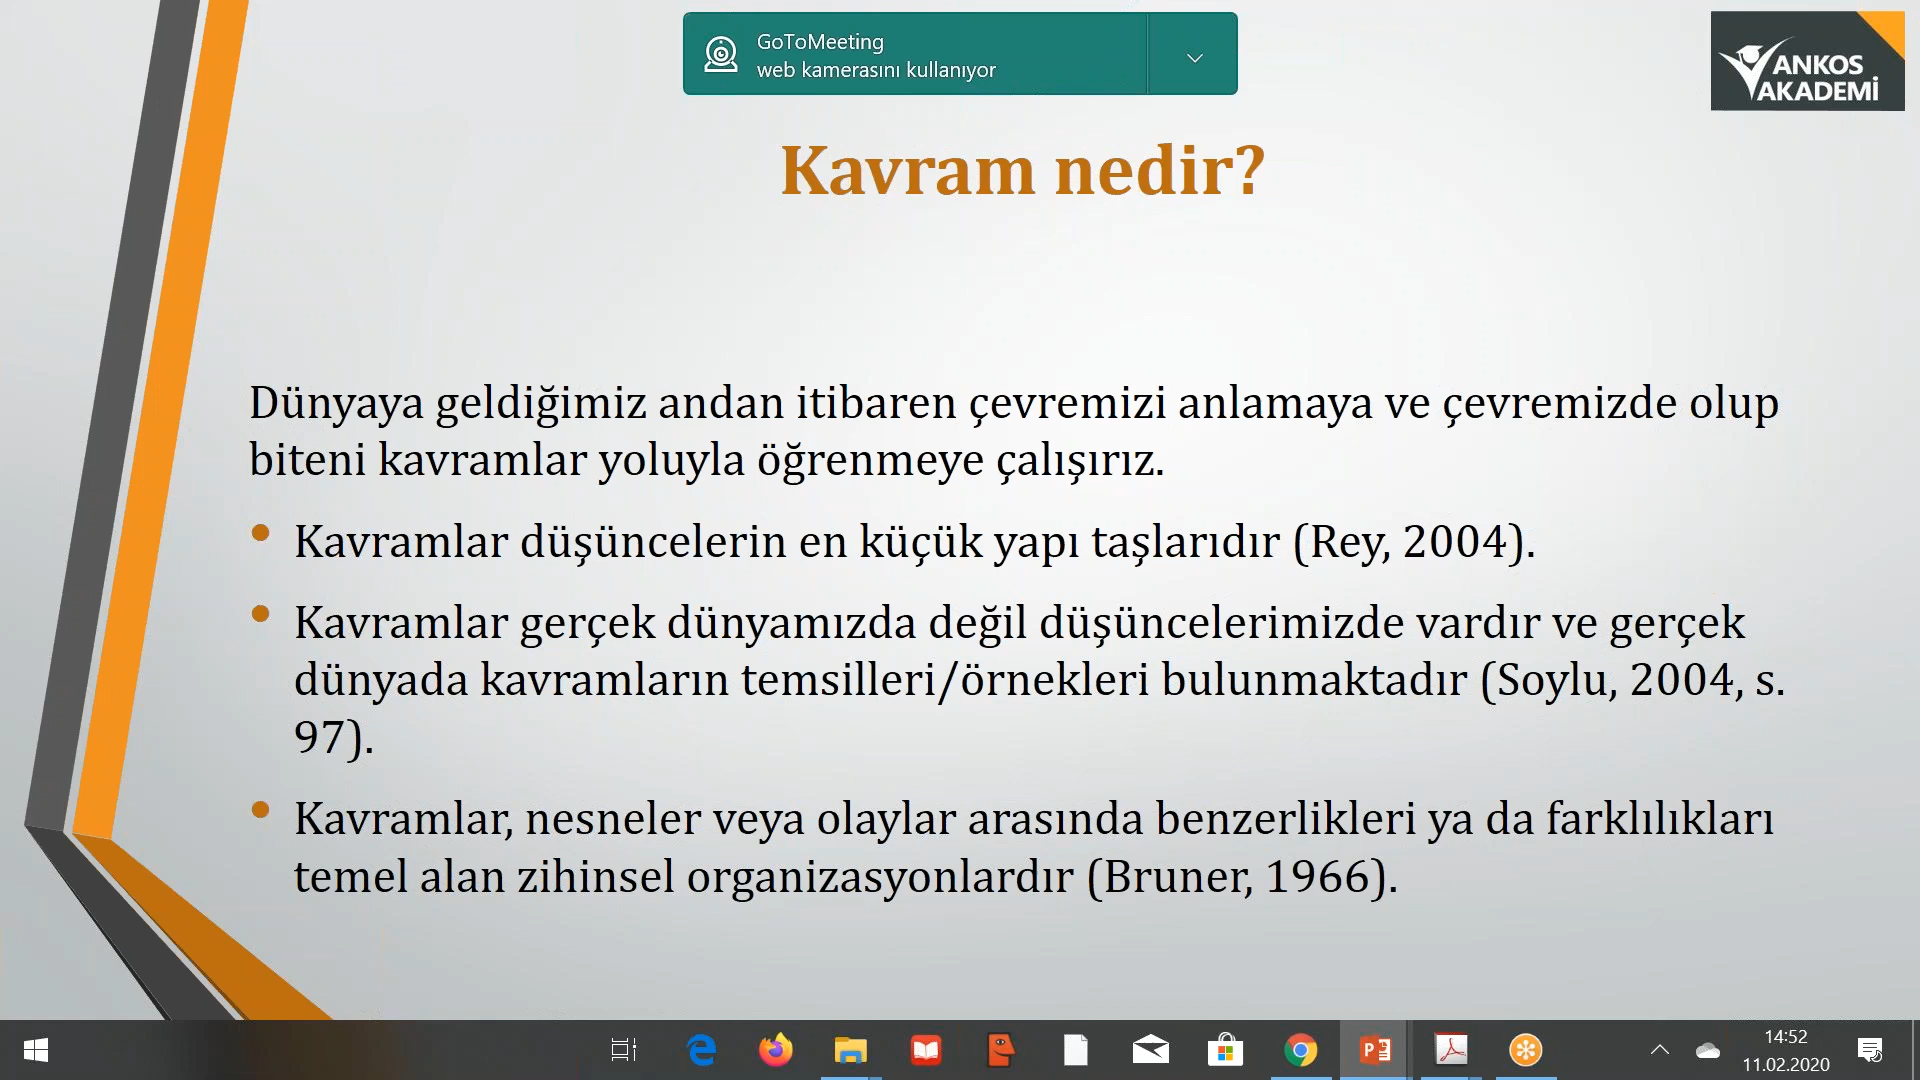 GoToMeeting
web kamerasını kullanıyor
ANKOS
AKADEMİ
Kavram nedir?
Dünyaya geldiğimiz andan itibaren çevremizi anlamaya ve çevremizde olup
biteni kavramlar yoluyla öğrenmeye çalışırız.
• Kavramlar düşüncelerin en küçük yapı taşlarıdır (Rey, 2004).
• Kavramlar gerçek dünyamızda değil düşüncelerimizde vardır ve gerçek
dünyada kavramların temsilleri/örnekleri bulunmaktadır (Soylu, 2004, s.
97).
• Kavramlar, nesneler veya olaylar arasında benzerlikleri ya da farklılıkları
temel alan zihinsel organizasyonlardır (Bruner, 1966).
14:52
11.02.2020